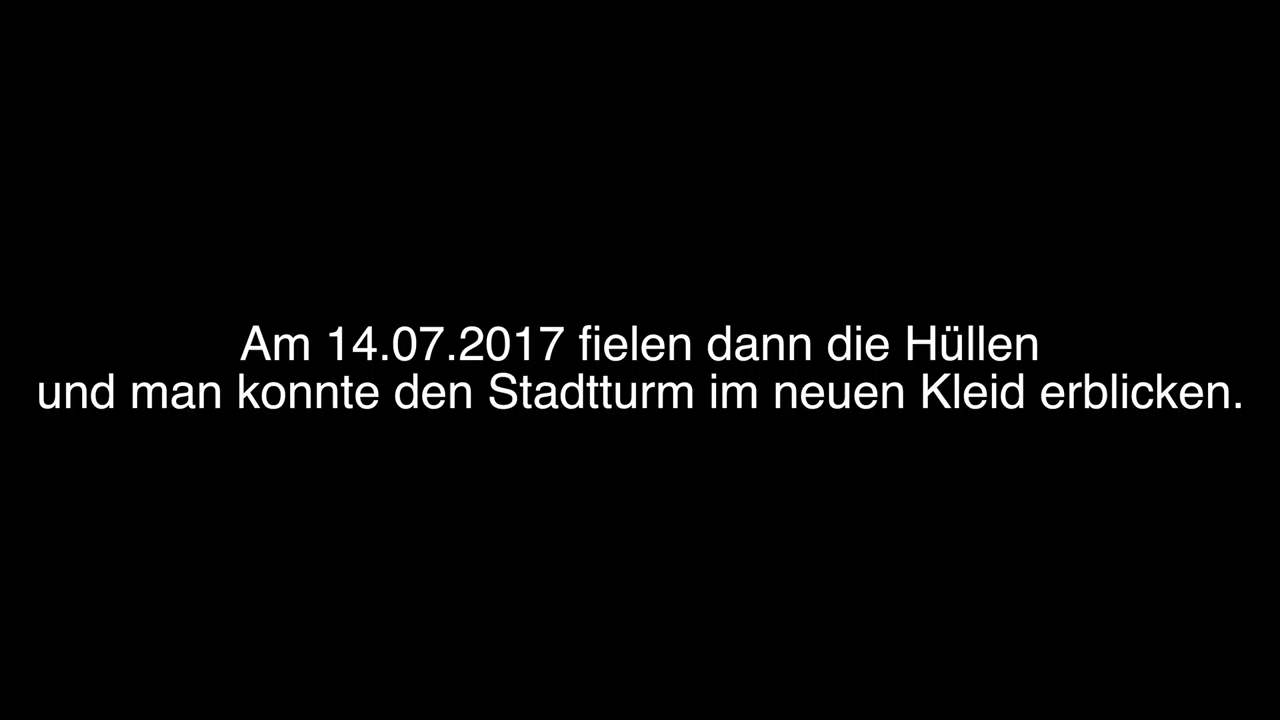 Am 14.07.2017 fielen dann die Hüllen
und man konnte den Stadtturm im neuen Kleid erblicken.